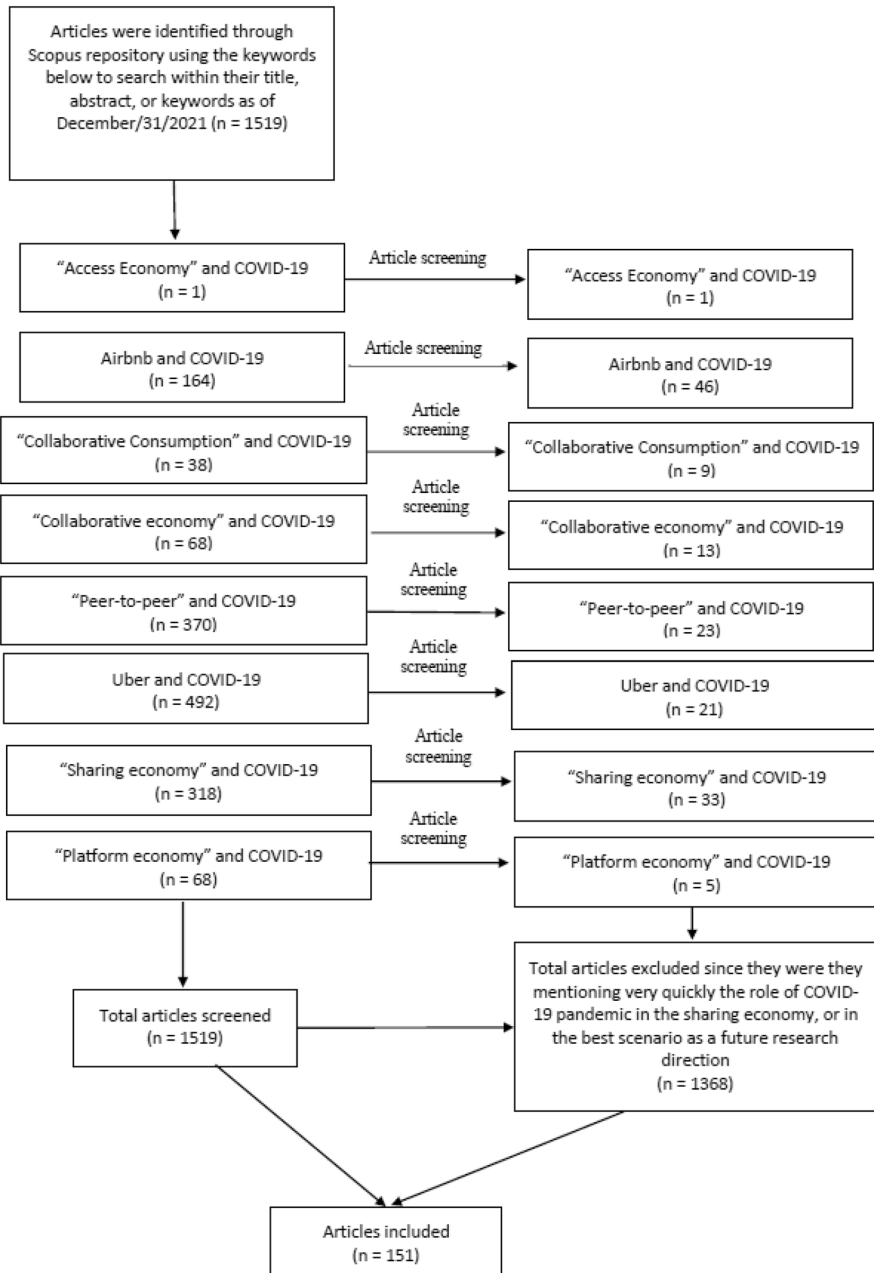 Articles were identified through
Scopus repository using the keywords
below to search within their title,
abstract, or keywords as of
December/31/2021 (n = 1519)
"Access Economy" and COVID-19
(n = 1)
Article screening
"Access Economy" and COVID-19
(n = 1)
Airbnb and COVID-19
(n = 164)
Article screening
Airbnb and COVID-19
(n = 46)
"Collaborative Consumption" and COVID-19
(n = 38)
Article
screening
"Collaborative Consumption" and COVID-19
(n = 9)
"Collaborative economy" and COVID-19
(n = 68)
Article
screening
"Collaborative economy" and COVID-19
(n = 13)
"Peer-to-peer" and COVID-19
(n = 370)
Article
screening
"Peer-to-peer" and COVID-19
(n = 23)
Uber and COVID-19
(n = 492)
Article
screening
Uber and COVID-19
(n = 21)
"Sharing economy" and COVID-19
(n = 318)
Article
screening
"Sharing economy" and COVID-19
(n = 33)
"Platform economy" and COVID-19
(n = 68)
Article
screening
"Platform economy" and COVID-19
(n = 5)
Total articles screened
(n = 1519)
Total articles excluded since they were they
mentioning very quickly the role of COVID-
19 pandemic in the sharing economy, or in
the best scenario as a future research
direction
(n = 1368)
Articles included
(n = 151)